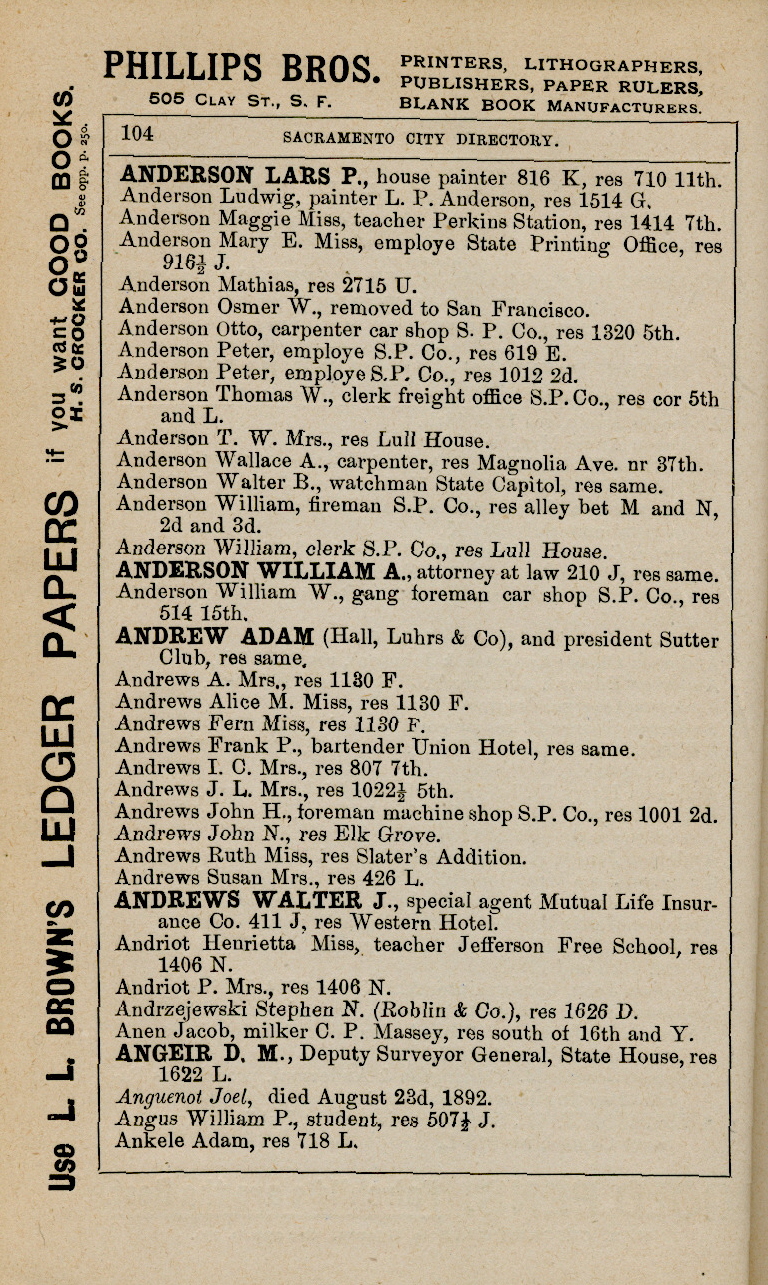 PHILLIPS BROS.
505 CLAY ST., S. F.
PRINTERS, LITHOGRAPHERS,
PUBLISHERS, PAPER RULERS,
BLANK BOOK MANUFACTURERS.
104 SACRAMENTO CITY DIRECTORY.
ANDERSON LARS P., house painter 816 K, res 710 11th.
Anderson Ludwig, painter L. P. Anderson, res 1514 G.
Anderson Maggie Miss, teacher Perkins Station, res 1414 7th.
Anderson Mary E. Miss, employe State Printing Office, res
916½ J.
Anderson Mathias, res 2715 U.
Anderson Osmer W., removed to San Francisco.
Anderson Otto, carpenter car shop S. P. Co., res 1320 5th.
Anderson Peter, employe S.P. Co., res 619 E.
Anderson Peter, employe S.P. Co., res 1012 2d.
Anderson Thomas W., clerk freight office S.P. Co., res cor 5th
and L.
Anderson T. W. Mrs., res Lull House.
Anderson Wallace A., carpenter, res Magnolia Ave. nr 37th.
Anderson Walter B., watchman State Capitol, res same.
Anderson William, fireman S.P. Co., res alley bet M and N,
2d and 3d.
Anderson William, clerk S.P. Co., res Lull House.
ANDERSON WILLIAM A., attorney at law 210 J, res same.
Anderson William W., gang foreman car shop S.P. Co., res
514 15th.
ANDREW ADAM (Hall, Luhrs & Co), and president Sutter
Club, res same.
Andrews A. Mrs., res 1130 F.
Andrews Alice M. Miss, res 1130 F.
Andrews Fern Miss, res 1130 F.
Andrews Frank P., bartender Union Hotel, res same.
Andrews I. C. Mrs., res 807 7th.
Andrews J. L. Mrs., res 1022½ 5th.
Andrews John H., foreman machine shop S.P. Co., res 1001 2d.
Andrews John N., res Elk Grove.
Andrews Ruth Miss, res Slater's Addition.
Andrews Susan Mrs., res 426 L.
ANDREWS WALTER J., special agent Mutual Life Insur-
ance Co. 411 J, res Western Hotel.
Andriot Henrietta Miss, teacher Jefferson Free School, res
1406 N.
Andriot P. Mrs., res 1406 N.
Andrzejewski Stephen N. (Roblin & Co.), res 1626 D.
Anen Jacob, milker C. P. Massey, res south of 16th and Y.
ANGEIR D. M., Deputy Surveyor General, State House, res
1622 L.
Anguenot Joel, died August 23d, 1892.
Angus William P., student, res 507½ J.
Ankele Adam, res 718 L.
Use L. L. BROWN'S LEDGER PAPERS if you want GOOD BOOKS.
H. S. CROCKER CO. See opp. p. 250.